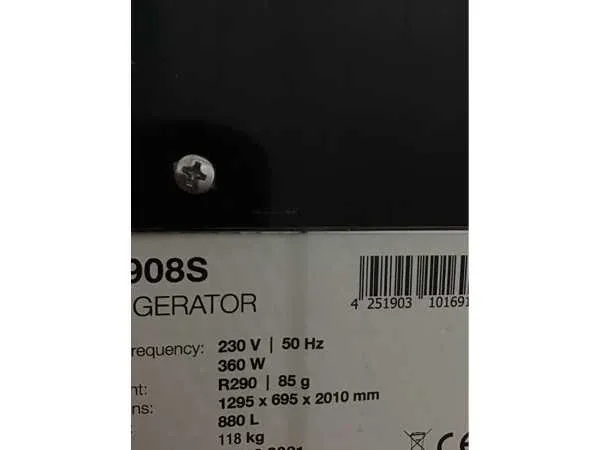 908S
GERATOR
4 251903 101691
requency: 230 V | 50 Hz
360 W
nt: R290 | 85 g
ns: 1295 x 695 x 2010 mm
: 880 L
118 kg
CE